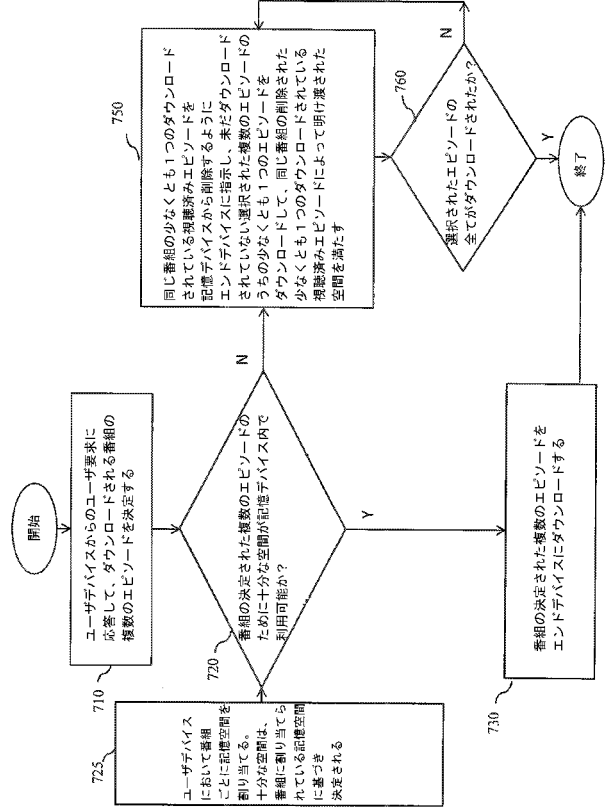 開始
710
ユーザデバイスからのユーザ要求に
応答して、ダウンロードされる番組の
複数のエピソードを決定する
725
ユーザデバイス
において番組
ごとに記憶空間を
割り当てる。
十分な空間は、
番組に割り当てら
れている記憶空間
に基づき
決定される
720
番組の決定された複数のエピソードの
ために十分な空間が記憶デバイス内で
利用可能か?
N
Y
730
番組の決定された複数のエピソードを
エンドデバイスにダウンロードする
750
同じ番組の少なくとも1つのダウンロード
されている視聴済みエピソードを
記憶デバイスから削除するように
エンドデバイスに指示し、未だダウンロード
されていない選択された複数のエピソードの
うちの少なくとも1つのエピソードを
ダウンロードして、同じ番組の削除された
少なくとも1つのダウンロードされている
視聴済みエピソードによって明け渡された
空間を満たす
760
選択されたエピソードの
全てがダウンロードされたか?
N
Y
終了